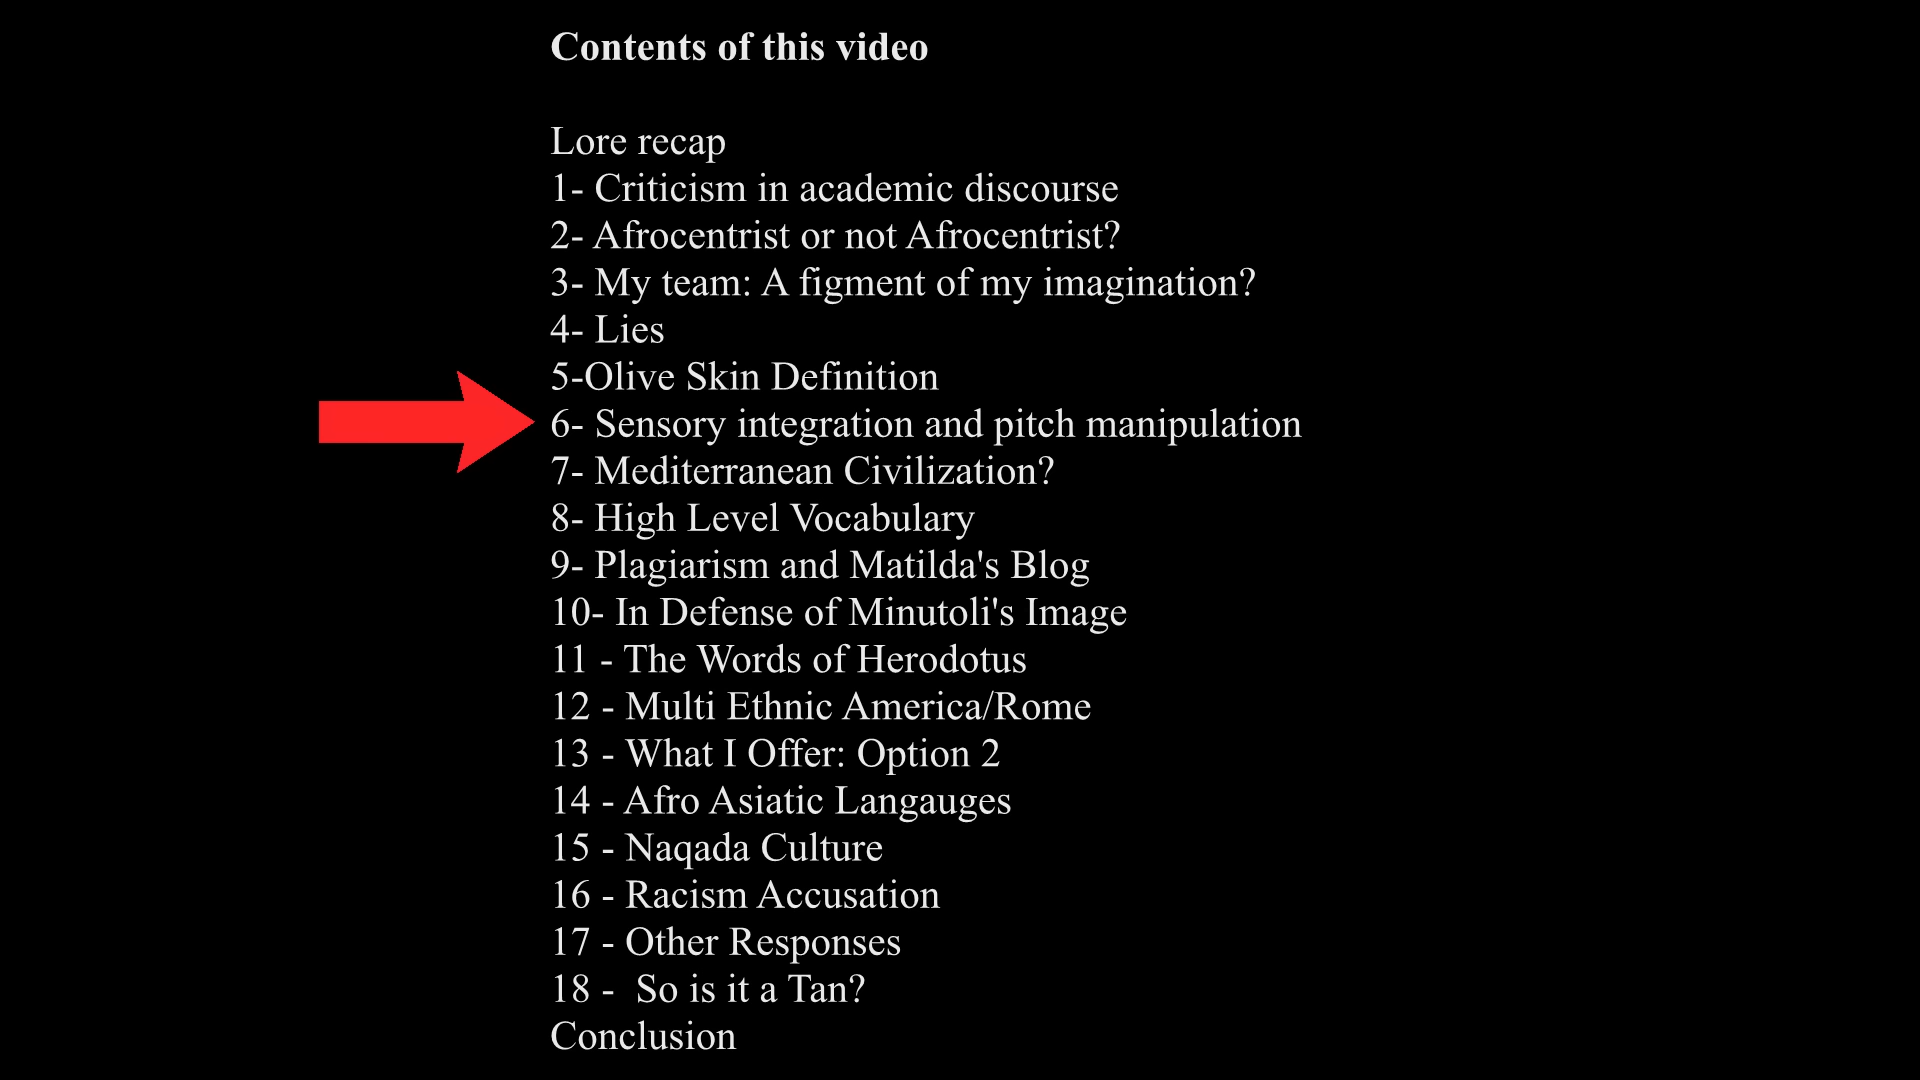 Contents of this video
Lore recap
1- Criticism in academic discourse
2- Afrocentrist or not Afrocentrist?
3- My team: A figment of my imagination?
4- Lies
5-Olive Skin Definition
6- Sensory integration and pitch manipulation
7- Mediterranean Civilization?
8- High Level Vocabulary
9- Plagiarism and Matilda's Blog
10- In Defense of Minutoli's Image
11 - The Words of Herodotus
12 - Multi Ethnic America/Rome
13 - What I Offer: Option 2
14 - Afro Asiatic Langauges
15 - Naqada Culture
16 - Racism Accusation
17 - Other Responses
18 -  So is it a Tan?
Conclusion